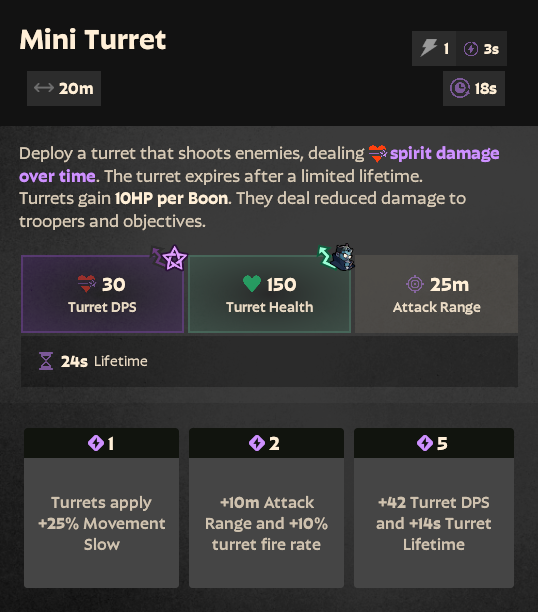 Mini Turret
1 3s
20m 18s
Deploy a turret that shoots enemies, dealing spirit damage
over time. The turret expires after a limited lifetime.
Turrets gain 10HP per Boon. They deal reduced damage to
troopers and objectives.
30 150 25m
Turret DPS Turret Health Attack Range
24s Lifetime
1
Turrets apply
+25% Movement
Slow
2
+10m Attack
Range and +10%
turret fire rate
5
+42 Turret DPS
and +14s Turret
Lifetime